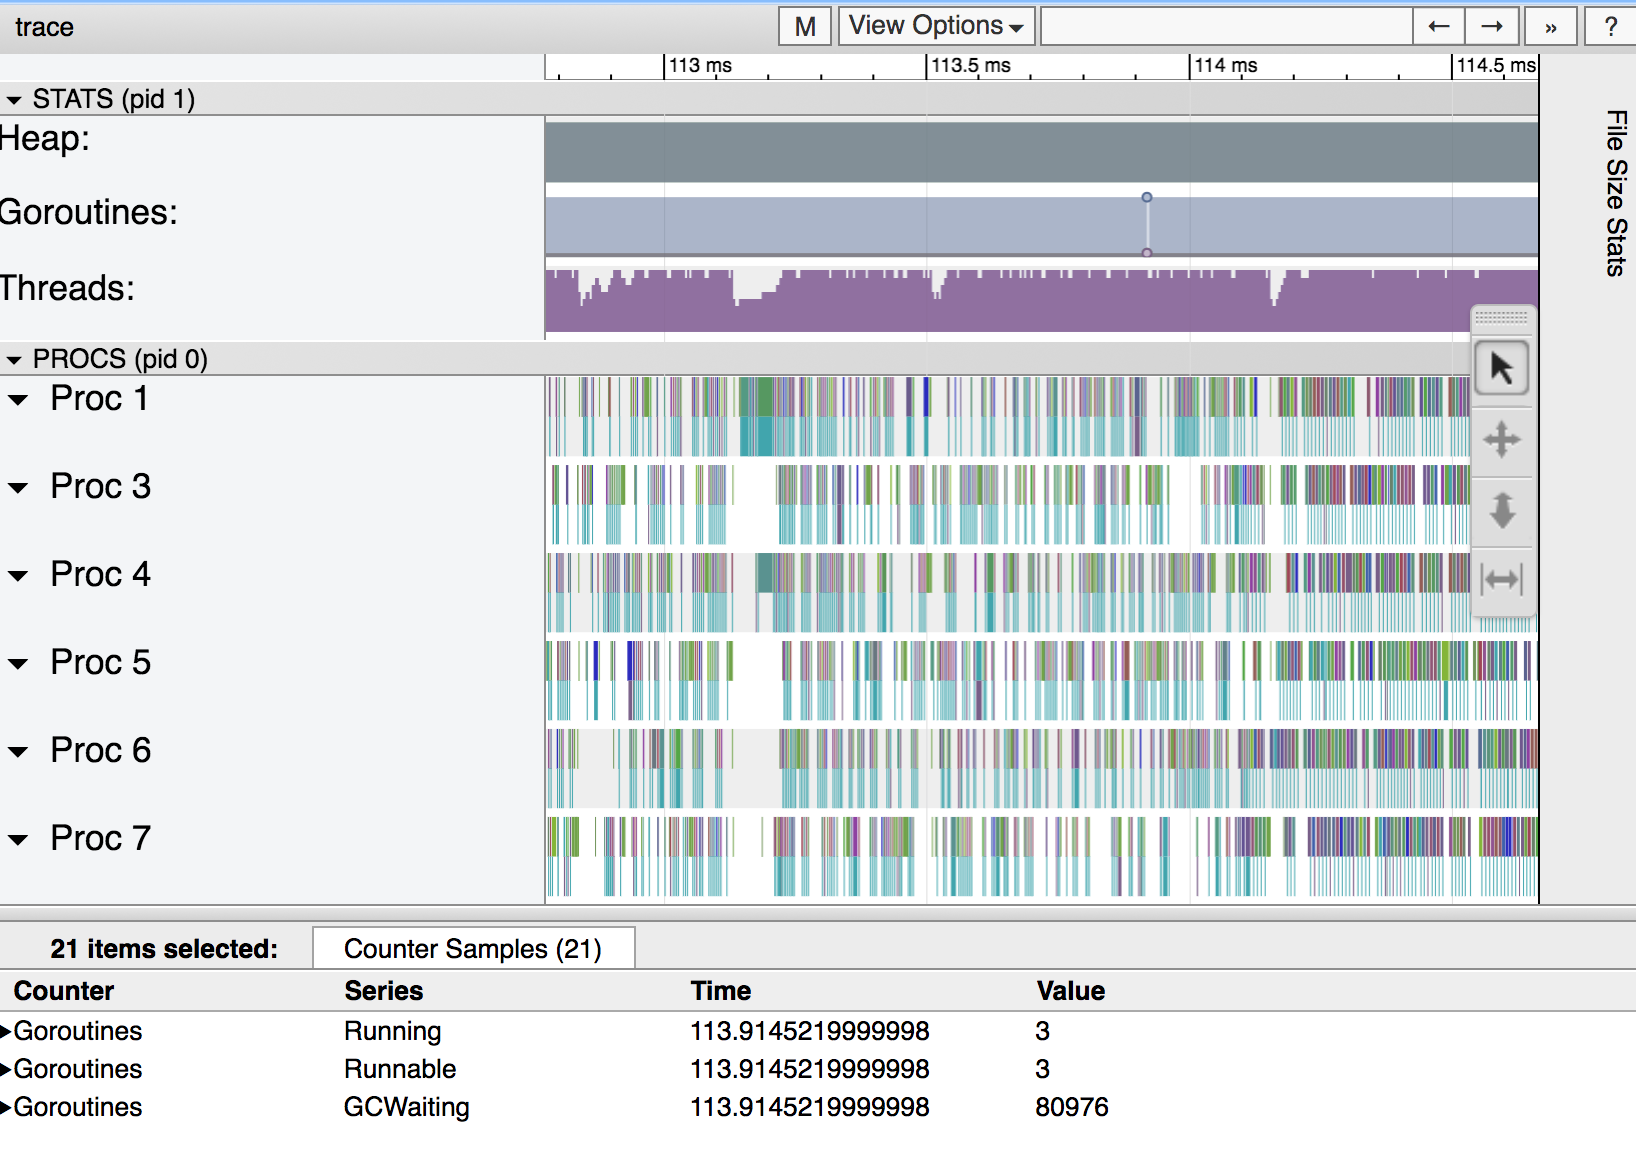 trace M View Options » ?
113 ms 113.5 ms 114 ms 114.5 ms
STATS (pid 1)
Heap:
Goroutines:
Threads:
File Size Stats
PROCS (pid 0)
Proc 1
Proc 3
Proc 4
Proc 5
Proc 6
Proc 7
21 items selected: Counter Samples (21)
Counter Series Time Value
Goroutines Running 113.9145219999998 3
Goroutines Runnable 113.9145219999998 3
Goroutines GCWaiting 113.9145219999998 80976